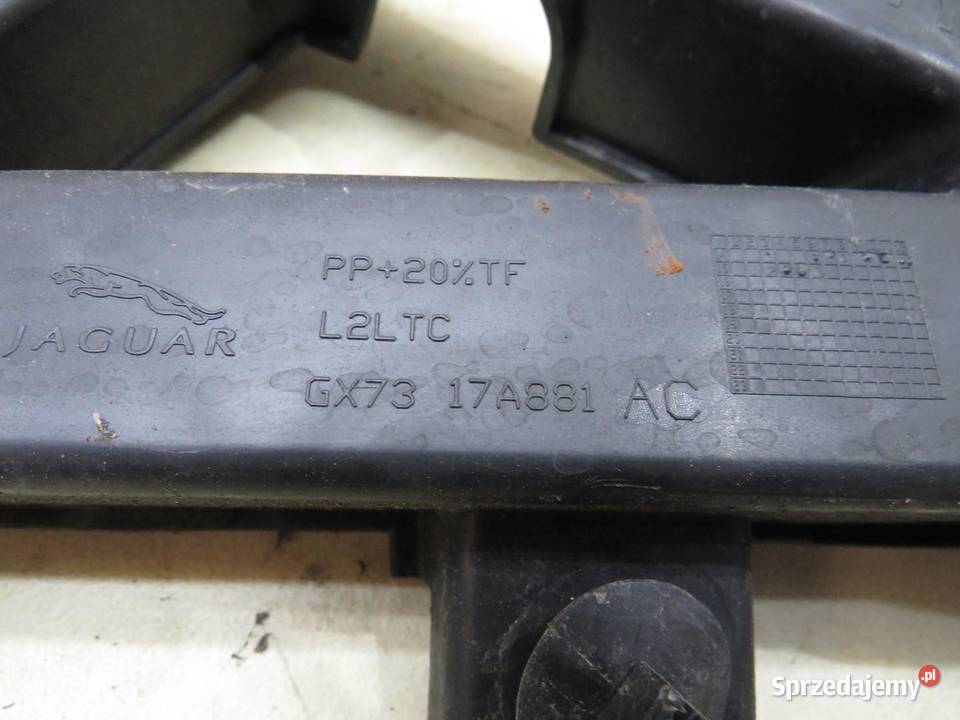 PP+20%TF
L2LTC
JAGUAR
GX73 17A881 AC
Sprzedajemy.pl